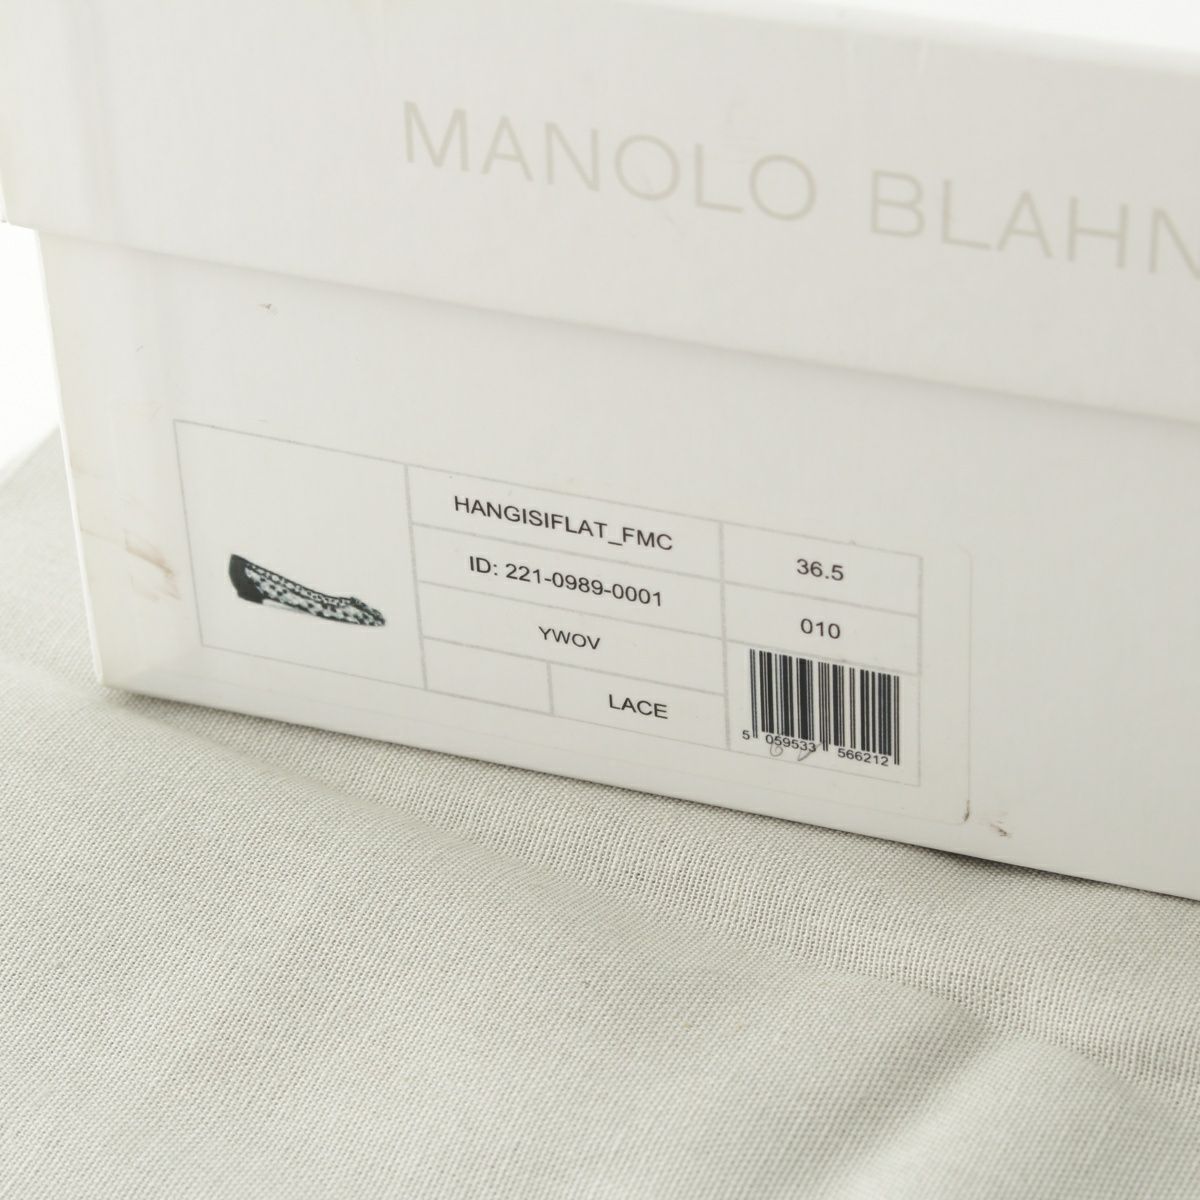 MANOLO BLAHN
HANGISIFLAT_FMC
36.5
ID: 221-0989-0001
010
YWOV
LACE
5 059533 566212